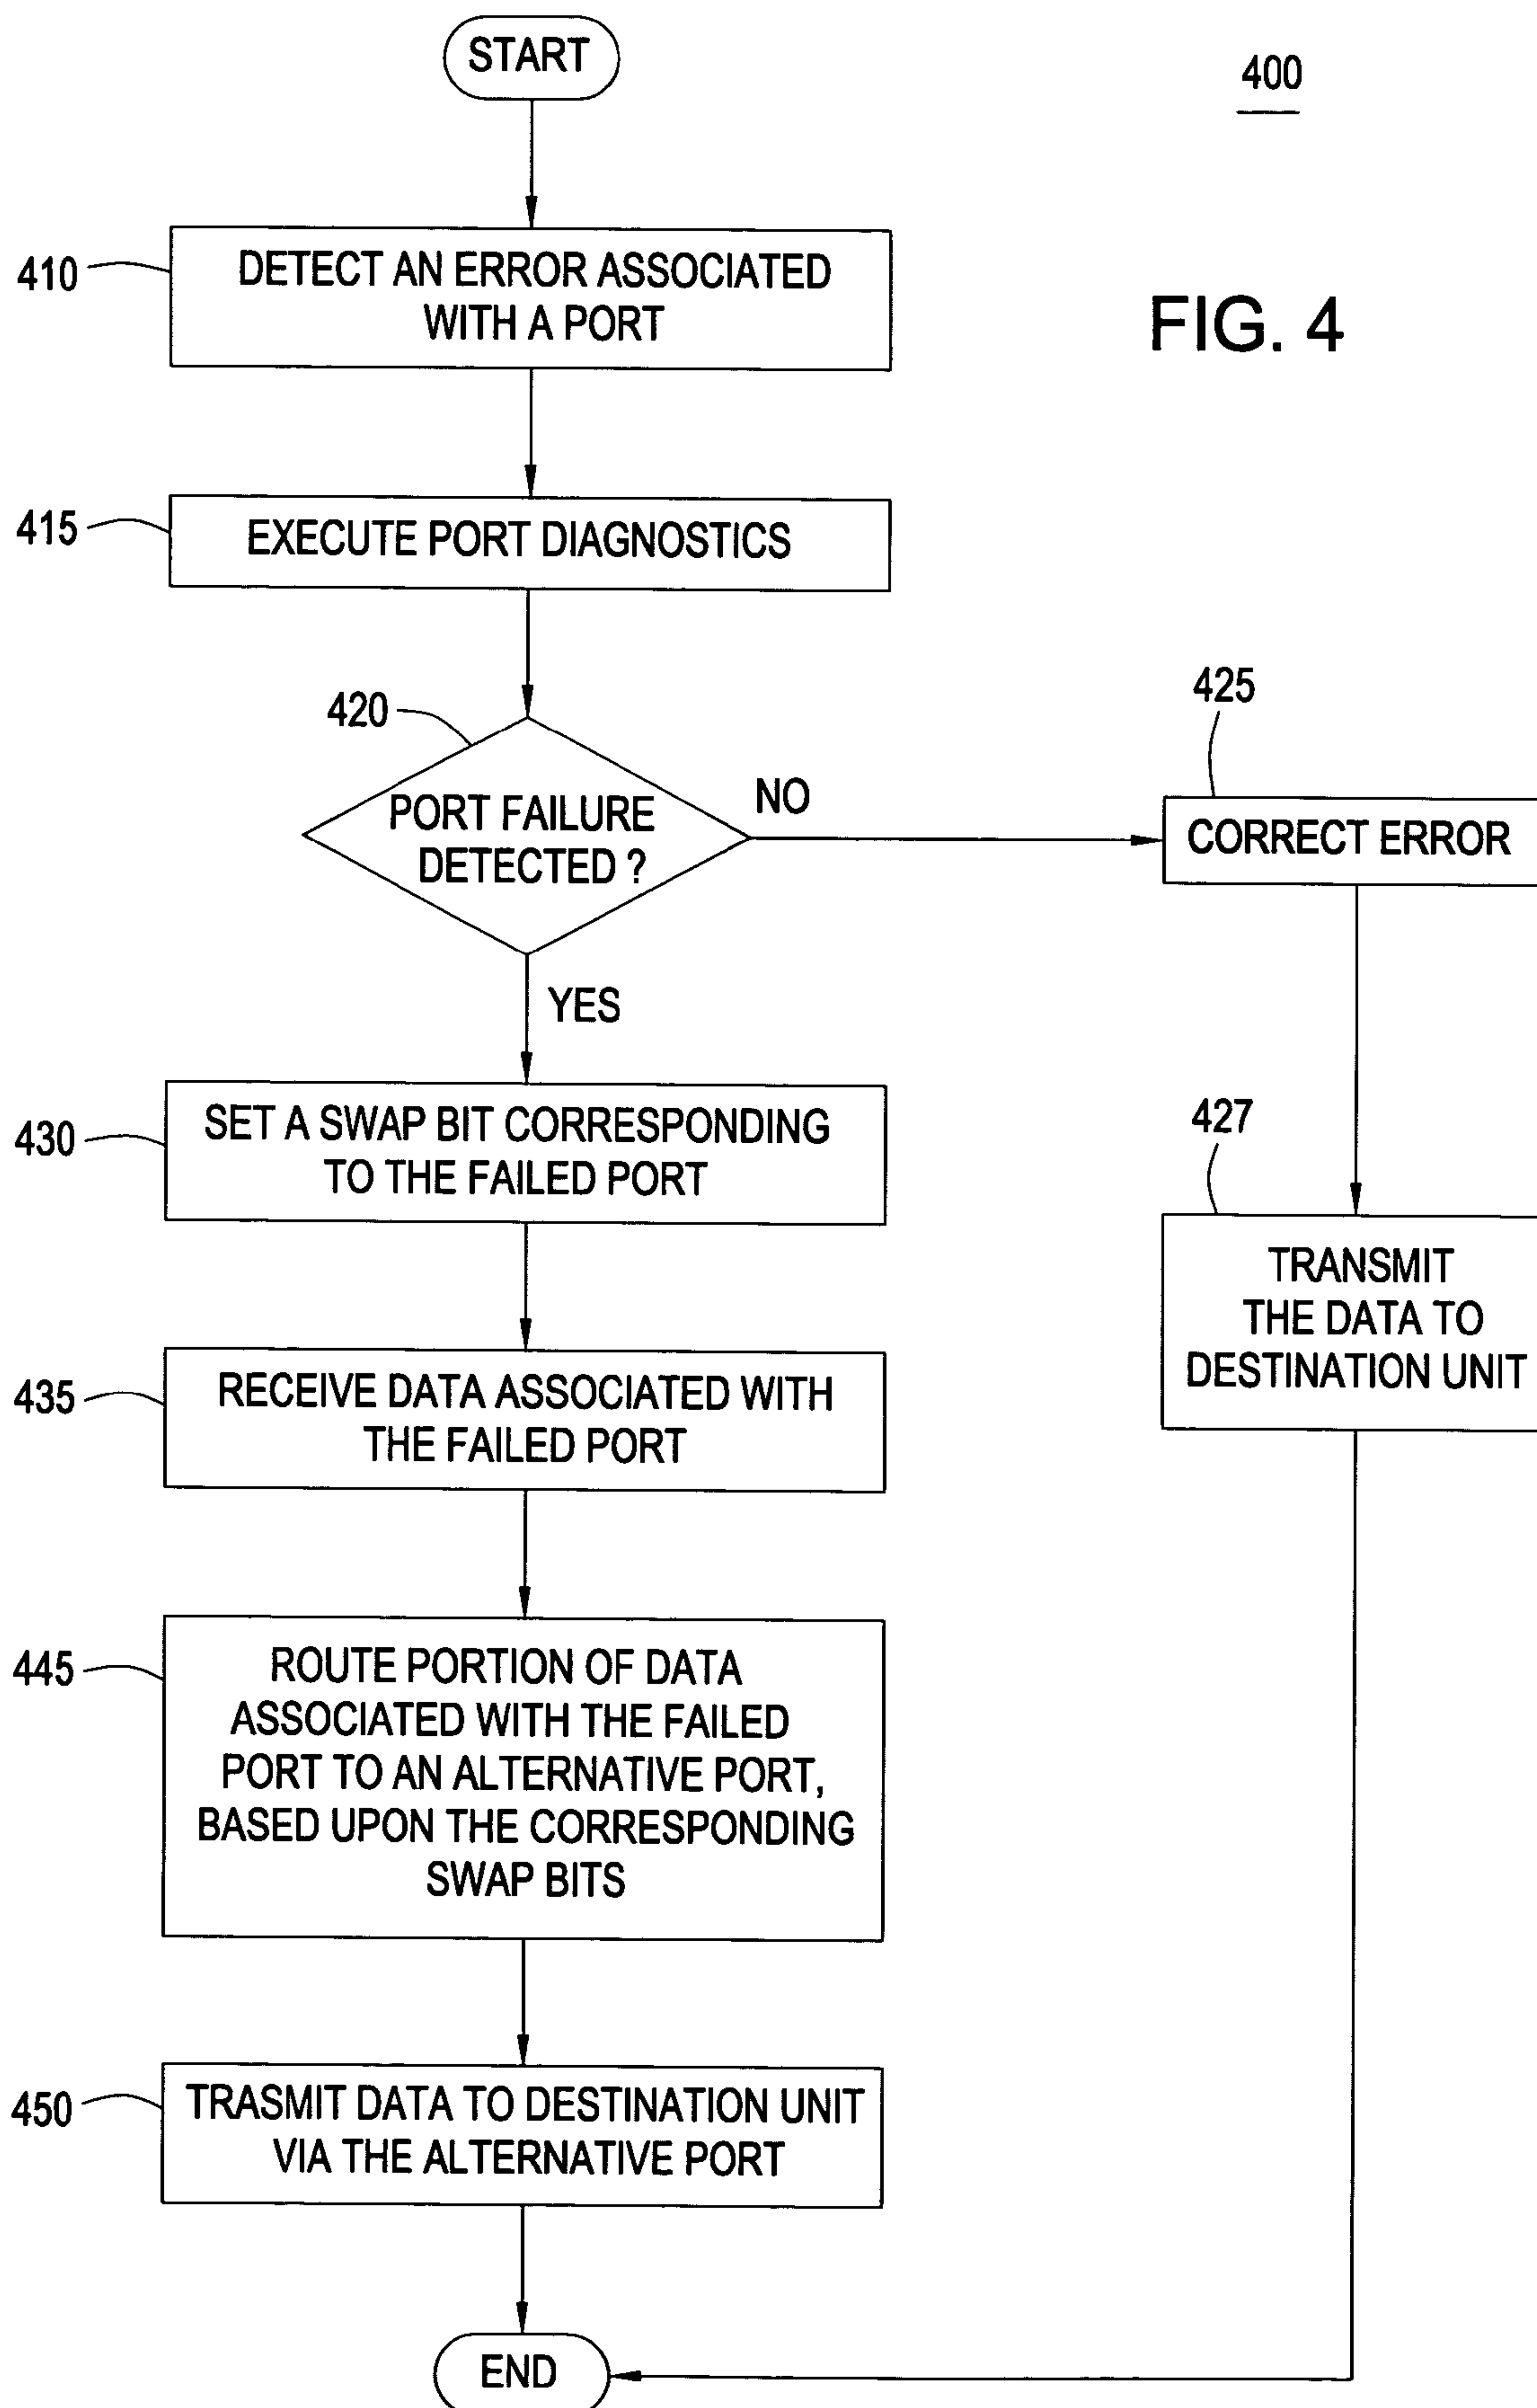 START
400
410
DETECT AN ERROR ASSOCIATED
WITH A PORT
FIG. 4
415
EXECUTE PORT DIAGNOSTICS
420
PORT FAILURE
DETECTED ?
NO
425
CORRECT ERROR
YES
427
TRANSMIT
THE DATA TO
DESTINATION UNIT
430
SET A SWAP BIT CORRESPONDING
TO THE FAILED PORT
435
RECEIVE DATA ASSOCIATED WITH
THE FAILED PORT
445
ROUTE PORTION OF DATA
ASSOCIATED WITH THE FAILED
PORT TO AN ALTERNATIVE PORT,
BASED UPON THE CORRESPONDING
SWAP BITS
450
TRASMIT DATA TO DESTINATION UNIT
VIA THE ALTERNATIVE PORT
END